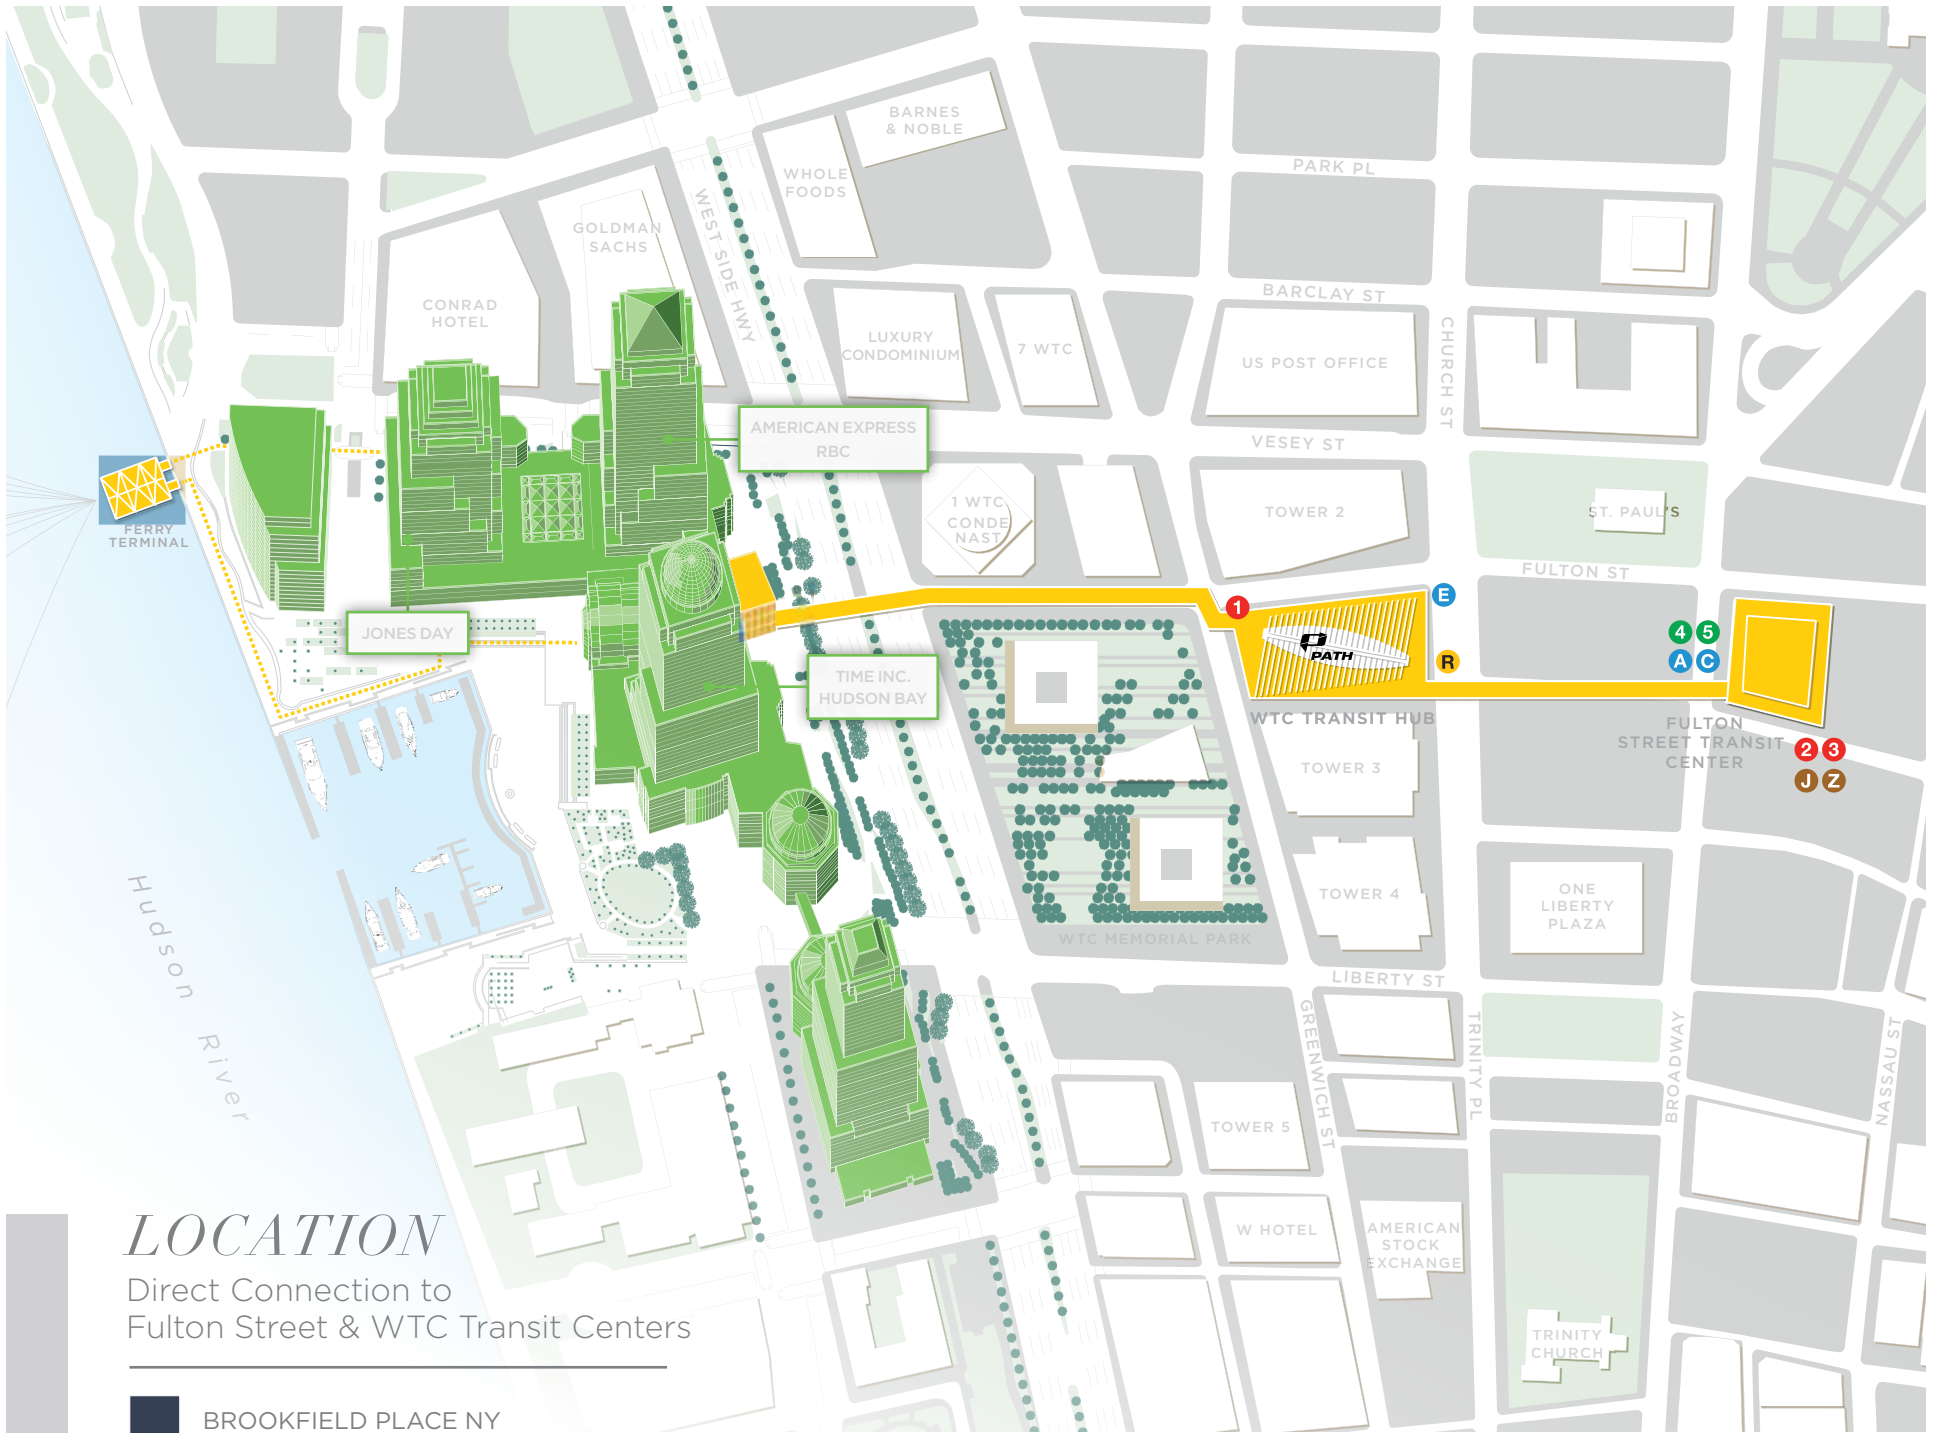 BARNES
& NOBLE
WHOLE
FOODS
PARK PL
WEST SIDE HWY
GOLDMAN
SACHS
CONRAD
HOTEL
BARCLAY ST
LUXURY
CONDOMINIUM
7 WTC
US POST OFFICE
CHURCH ST
AMERICAN EXPRESS
RBC
VESEY ST
1 WTC
CONDE
NAST
TOWER 2
ST. PAUL'S
FERRY
TERMINAL
FULTON ST
JONES DAY
1
E
PATH
R
4 5
A C
TIME INC.
HUDSON BAY
WTC TRANSIT HUB
FULTON
STREET TRANSIT
CENTER
2 3
J Z
TOWER 3
TOWER 4
ONE
LIBERTY
PLAZA
WTC MEMORIAL PARK
LIBERTY ST
Hudson River
GREENWICH ST
TRINITY PL
BROADWAY
NASSAU ST
TOWER 5
W HOTEL
AMERICAN
STOCK
EXCHANGE
TRINITY
CHURCH
LOCATION
Direct Connection to
Fulton Street & WTC Transit Centers
BROOKFIELD PLACE NY